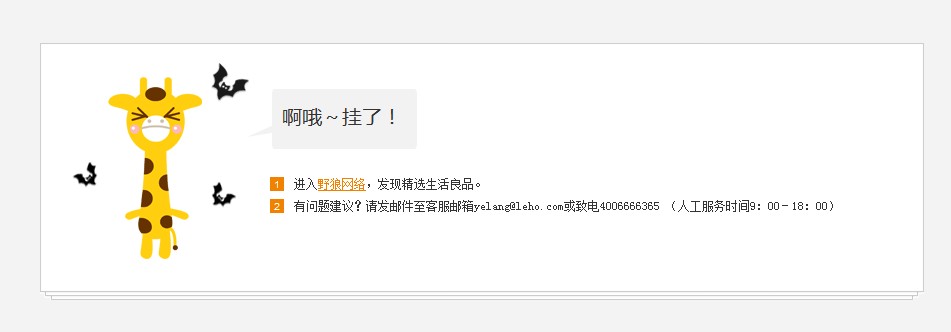 啊哦~挂了！
1 进入野狼网络，发现精选生活良品。
2 有问题建议？请发邮件至客服邮箱yelang@leho.com或致电4006666365 （人工服务时间9：00－18：00）